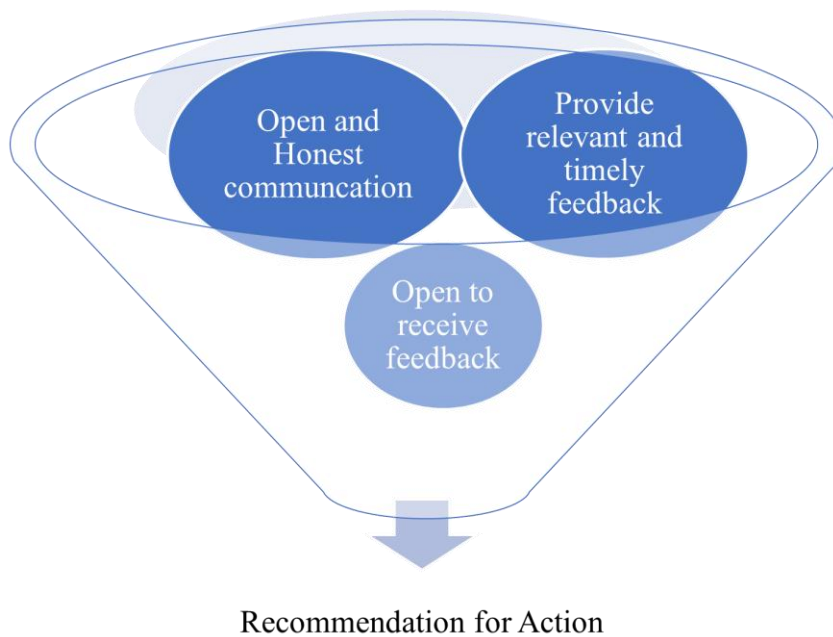 Open and
Honest
communcation
Provide
relevant and
timely
feedback
Open to
receive
feedback
Recommendation for Action